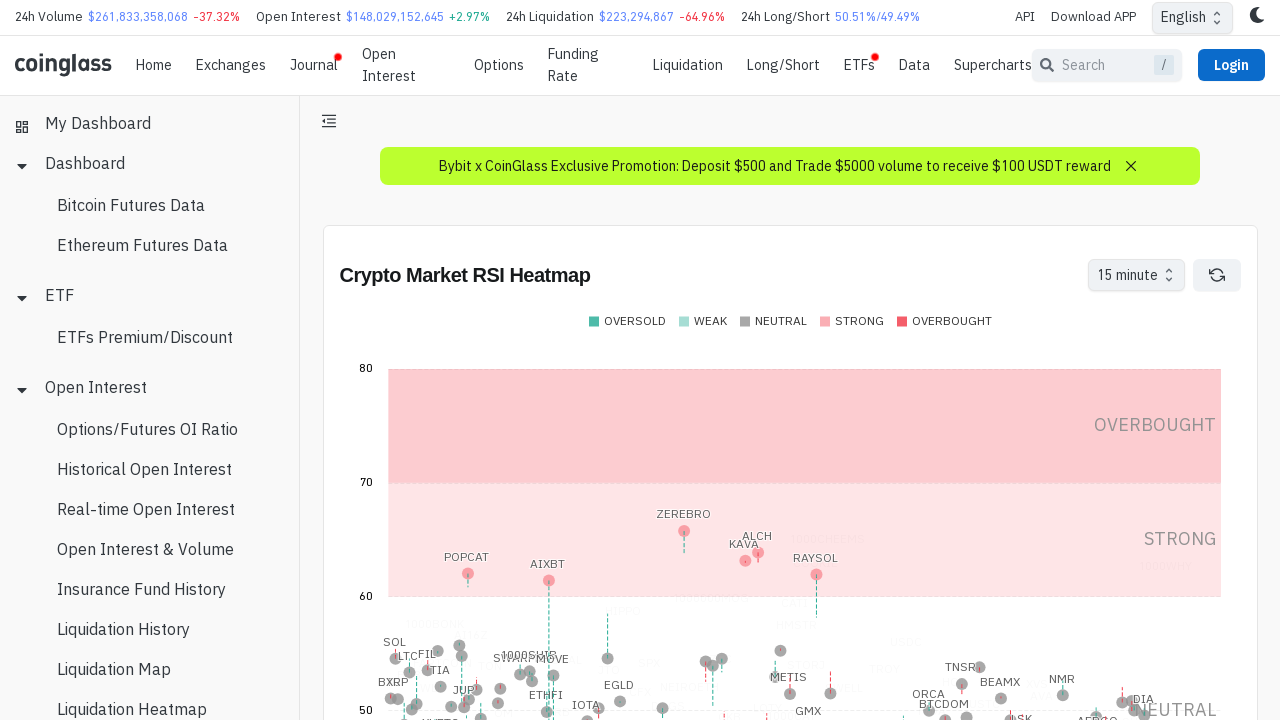 24h Volume $261,833,358,068 -37.32% Open Interest $148,029,152,645 +2.97% 24h Liquidation $223,294,867 -64.96% 24h Long/Short 50.51%/49.49% API Download APP English
coinglass Home Exchanges Journal Open Interest Options Funding Rate Liquidation Long/Short ETFs Data Supercharts Search / Login
My Dashboard
Dashboard
Bitcoin Futures Data
Ethereum Futures Data
ETF
ETFs Premium/Discount
Open Interest
Options/Futures OI Ratio
Historical Open Interest
Real-time Open Interest
Open Interest & Volume
Insurance Fund History
Liquidation History
Liquidation Map
Liquidation Heatmap
Bybit x CoinGlass Exclusive Promotion: Deposit $500 and Trade $5000 volume to receive $100 USDT reward
Crypto Market RSI Heatmap 15 minute
OVERSOLD WEAK NEUTRAL STRONG OVERBOUGHT
80
OVERBOUGHT
70
ZEREBRO
ALCH
STRONG
KAVA
POPCAT AIXBT RAYSOL
60
SOL
LTC FIL MOVE
TIA TNSR
METIS NMR
BXRP JUP EGLD BEAMX
ETHFI ORCA
IOTA BTCDOM DIA
50 GMX NEUTRAL